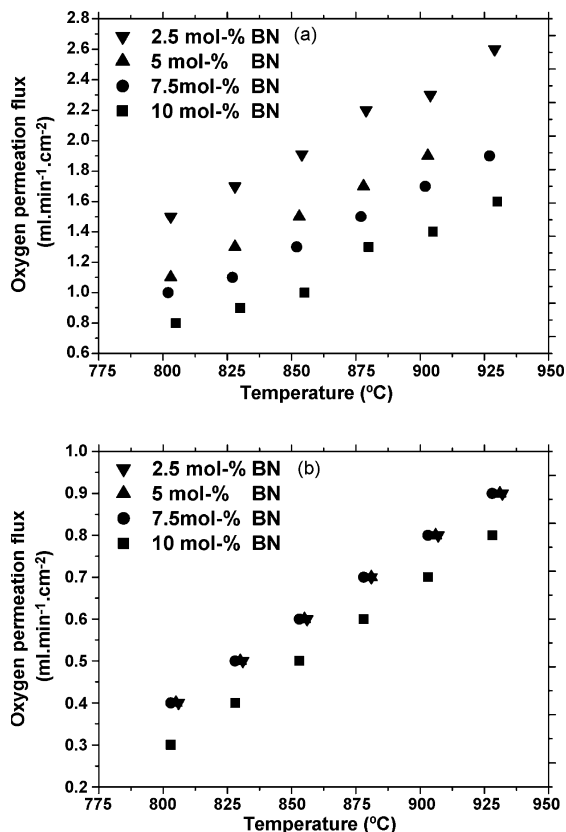 2.8
2.6
2.4
2.2
2.0
1.8
1.6
1.4
1.2
1.0
0.8
0.6
Oxygen permeation flux
(ml.min-1.cm-2)
2.5 mol-% BN (a)
5 mol-% BN
7.5mol-% BN
10 mol-% BN
775 800 825 850 875 900 925 950
Temperature (ºC)
1.0
0.9
0.8
0.7
0.6
0.5
0.4
0.3
0.2
Oxygen permeation flux
(ml.min-1.cm-2)
2.5 mol-% BN (b)
5 mol-% BN
7.5mol-% BN
10 mol-% BN
775 800 825 850 875 900 925 950
Temperature (ºC)